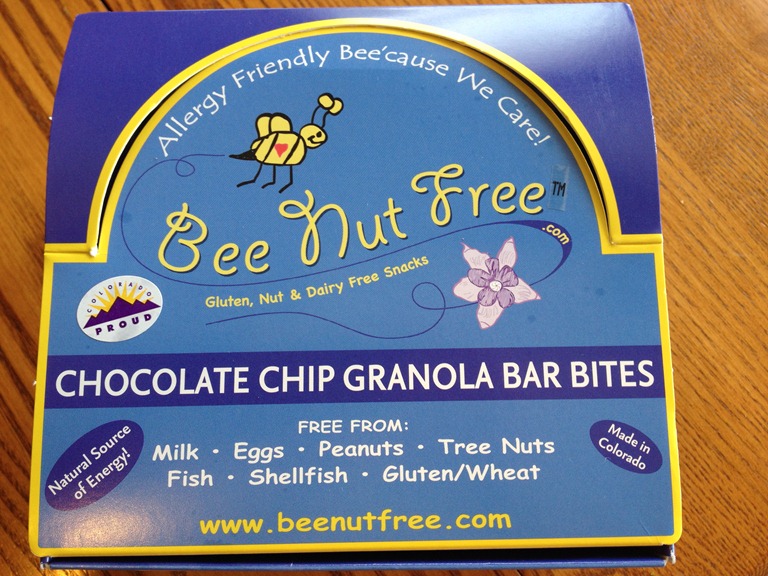 Allergy Friendly Bee'cause We Care!
Bee Nut Free™
.com
Gluten, Nut & Dairy Free Snacks
COLORADO
PROUD
CHOCOLATE CHIP GRANOLA BAR BITES
FREE FROM:
Milk · Eggs · Peanuts · Tree Nuts
Fish · Shellfish · Gluten/Wheat
Natural Source
of Energy!
Made in
Colorado
www.beenutfree.com